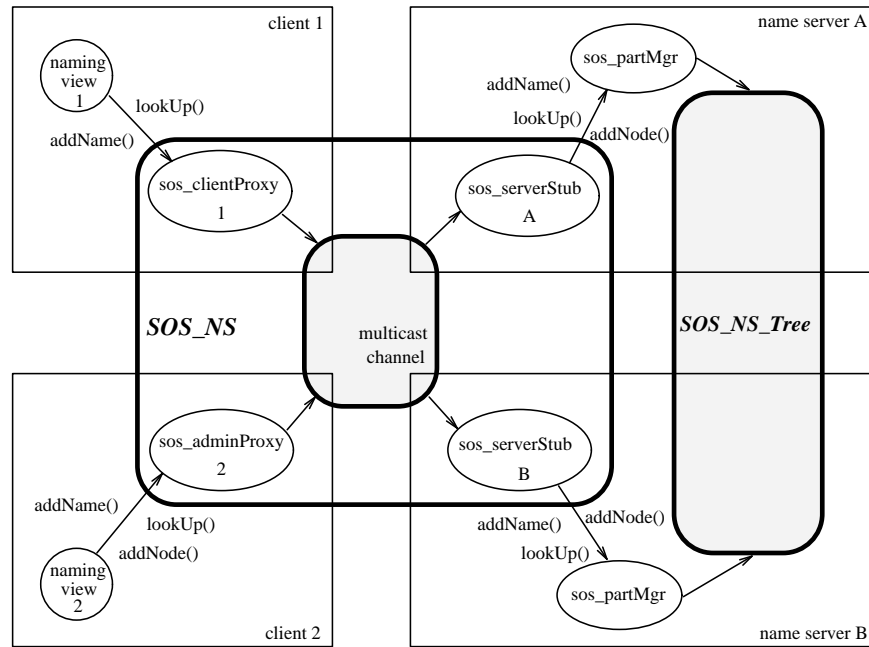 client 1
name server A
naming
view
1
sos_partMgr
addName()
lookUp()
lookUp()
addName()
addNode()
sos_clientProxy
1
sos_serverStub
A
SOS_NS
multicast
channel
SOS_NS_Tree
sos_adminProxy
2
sos_serverStub
B
addName()
lookUp()
addNode()
addName()
addNode()
lookUp()
naming
view
2
sos_partMgr
client 2
name server B